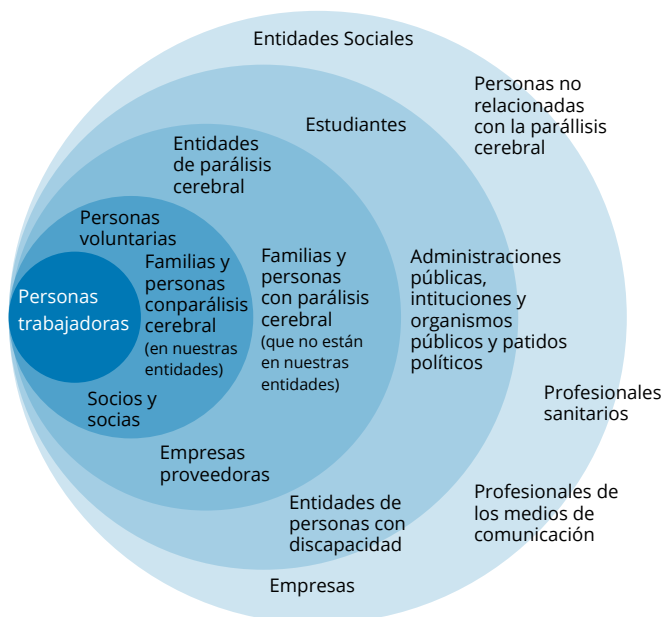 Entidades Sociales
Personas no
relacionadas
con la parállisis
cerebral
Estudiantes
Entidades
de parálisis
cerebral
Personas
voluntarias
Familias y
personas
conparálisis
cerebral
(en nuestras
entidades)
Familias y
personas
con parálisis
cerebral
(que no están
en nuestras
entidades)
Administraciones
públicas,
intituciones y
organismos
públicos y patidos
políticos
Personas
trabajadoras
Socios y
socias
Profesionales
sanitarios
Empresas
proveedoras
Entidades de
personas con
discapacidad
Profesionales de
los medios de
comunicación
Empresas